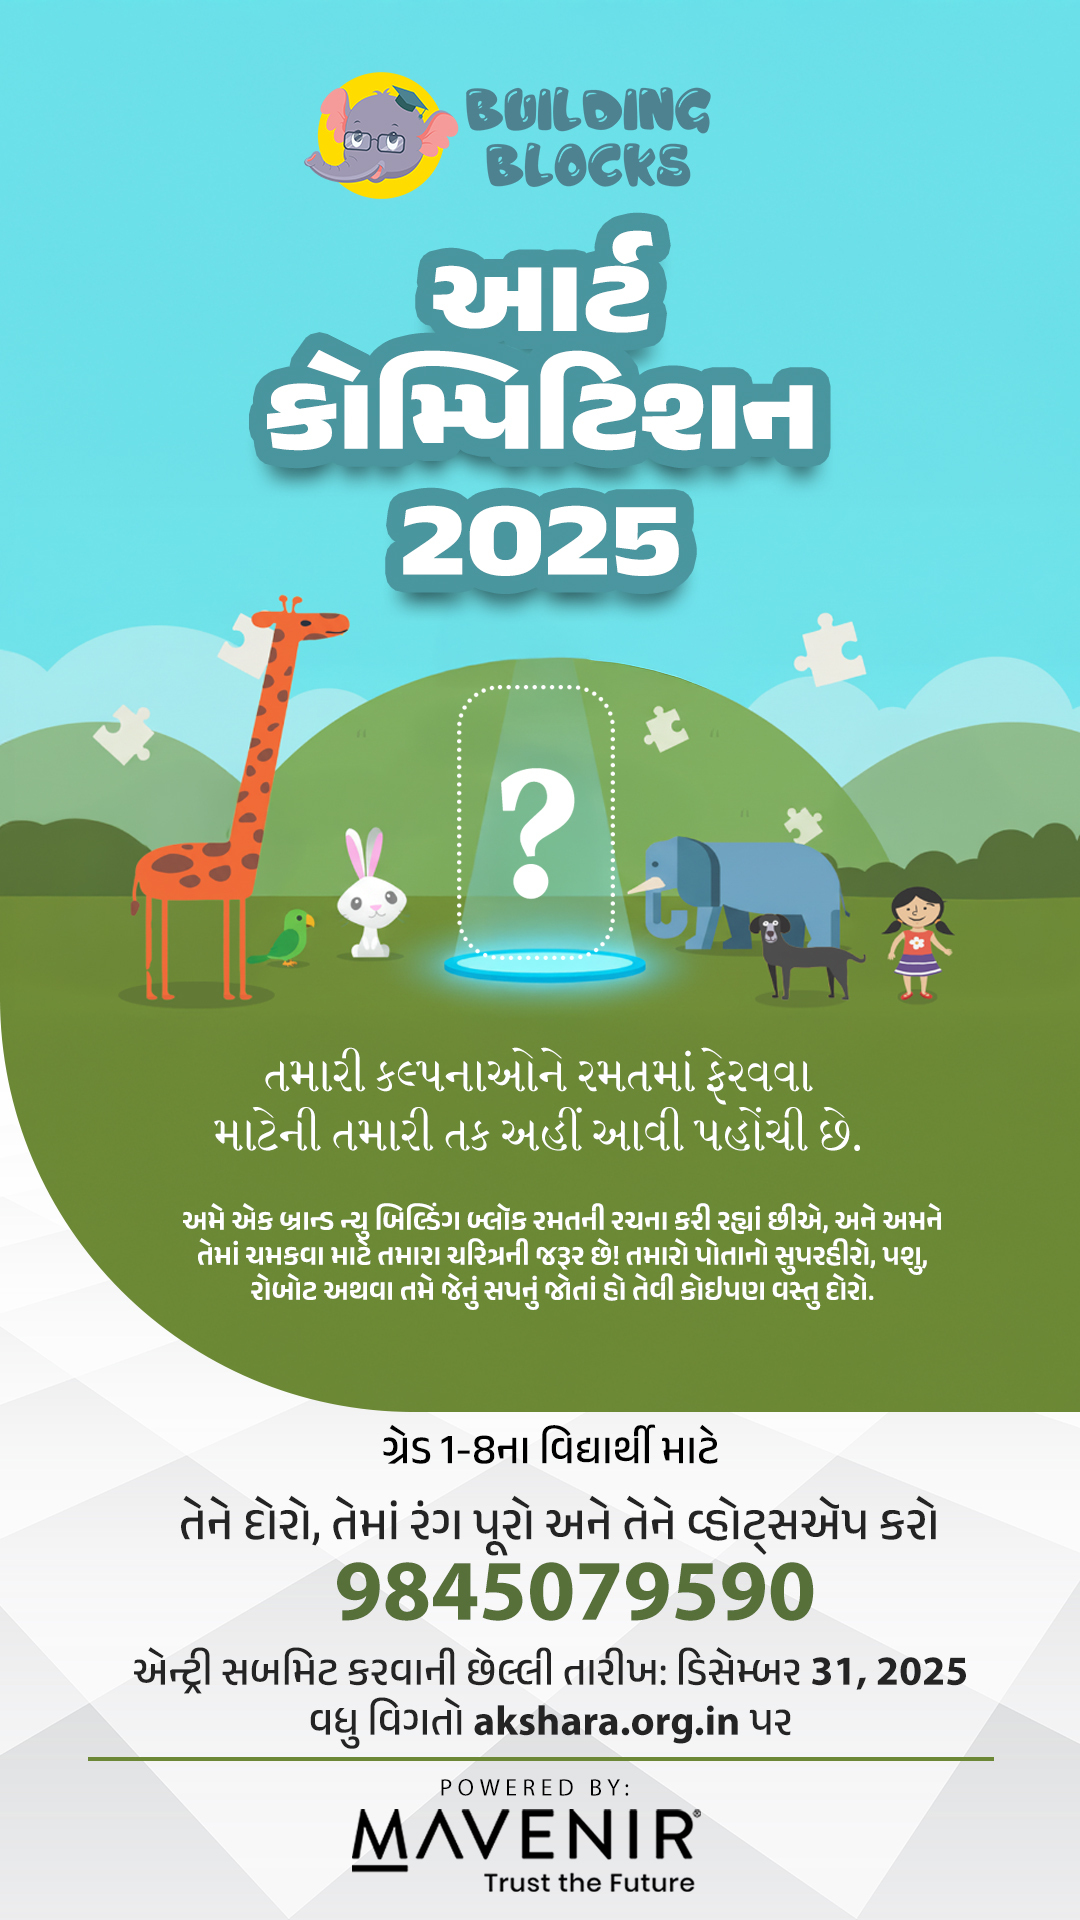 BUILDING
BLOCKS
આર્ટ
કોમ્પિટિશન
2025
?
તમારી કલ્પનાઓને રમતમાં ફેરવવા
માટેની તમારી તક અહીં આવી પહોંચી છે.
અમે એક બ્રાન્ડ ન્યુ બિલ્ડિંગ બ્લૉક રમતની રચના કરી રહ્યાં છીએ, અને અમને
તેમાં ચમકવા માટે તમારા ચરિત્રની જરૂર છે! તમારો પોતાનો સુપરહીરો, પશુ,
રોબોટ અથવા તમે જેનું સપનું જોતાં હો તેવી કોઈપણ વસ્તુ દોરો.
ગ્રેડ 1-8ના વિદ્યાર્થી માટે
તેને દોરો, તેમાં રંગ પૂરો અને તેને વ્હોટ્સઍપ કરો
9845079590
એન્ટ્રી સબમિટ કરવાની છેલ્લી તારીખ: ડિસેમ્બર 31, 2025
વધુ વિગતો akshara.org.in પર
POWERED BY:
MAVENIR®
Trust the Future